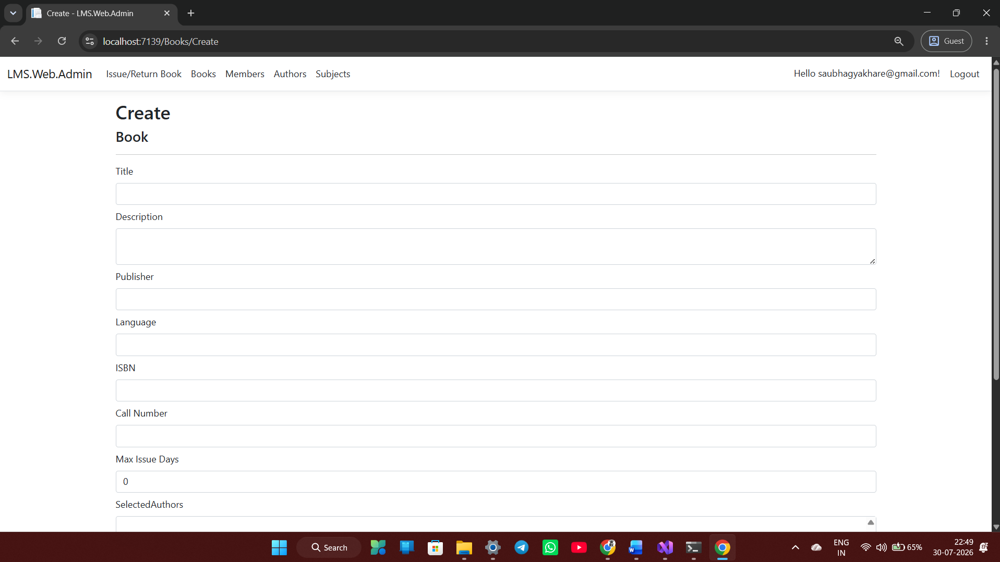 Create - LMS.Web.Admin
localhost:7139/Books/Create
Guest
LMS.Web.Admin Issue/Return Book Books Members Authors Subjects Hello saubhagyakhare@gmail.com! Logout
Create
Book
Title
Description
Publisher
Language
ISBN
Call Number
Max Issue Days
0
SelectedAuthors
Search
ENG
IN
65%
22:49
30-07-2026